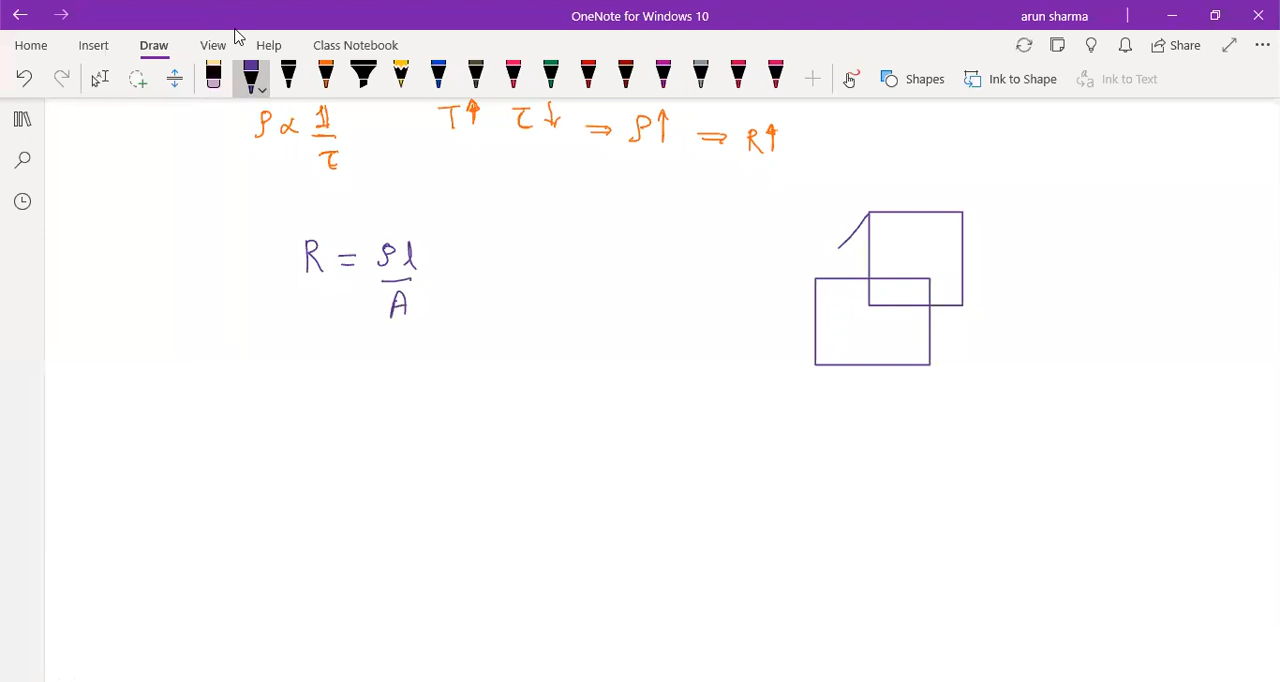 OneNote for Windows 10
arun sharma
Home Insert Draw View Help Class Notebook
Share
Shapes Ink to Shape Ink to Text
ρ ∝ 1/τ T↑ τ↓ ⇒ ρ↑ ⇒ R↑
R = ρl/A